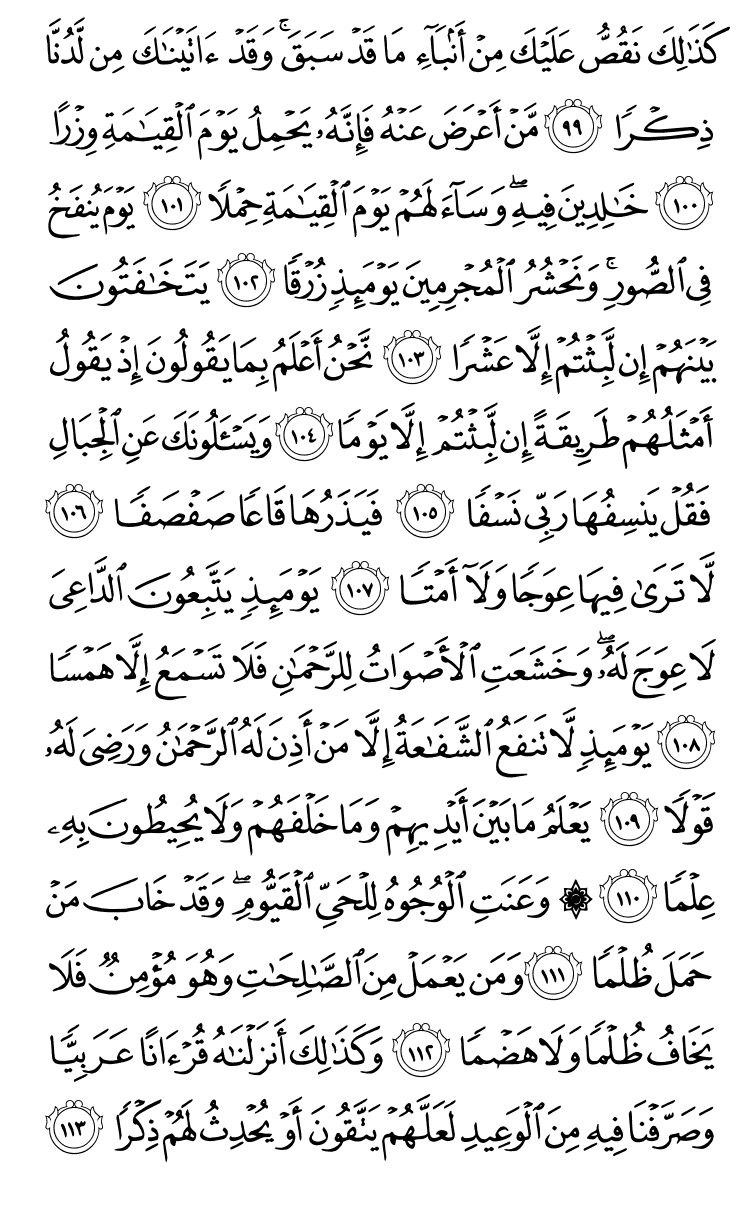 كَذَٰلِكَ نَقُصُّ عَلَيۡكَ مِنۡ أَنۢبَآءِ مَا قَدۡ سَبَقَۚ وَقَدۡ ءَاتَيۡنَٰكَ مِن لَّدُنَّا
ذِكۡرٗا ٩٩ مَّنۡ أَعۡرَضَ عَنۡهُ فَإِنَّهُۥ يَحۡمِلُ يَوۡمَ ٱلۡقِيَٰمَةِ وِزۡرًا
١٠٠ خَٰلِدِينَ فِيهِۖ وَسَآءَ لَهُمۡ يَوۡمَ ٱلۡقِيَٰمَةِ حِمۡلٗا ١٠١ يَوۡمَ يُنفَخُ
فِي ٱلصُّورِۚ وَنَحۡشُرُ ٱلۡمُجۡرِمِينَ يَوۡمَئِذٖ زُرۡقٗا ١٠٢ يَتَخَٰفَتُونَ
بَيۡنَهُمۡ إِن لَّبِثۡتُمۡ إِلَّا عَشۡرٗا ١٠٣ نَّحۡنُ أَعۡلَمُ بِمَا يَقُولُونَ إِذۡ يَقُولُ
أَمۡثَلُهُمۡ طَرِيقَةً إِن لَّبِثۡتُمۡ إِلَّا يَوۡمٗا ١٠٤ وَيَسۡـَٔلُونَكَ عَنِ ٱلۡجِبَالِ
فَقُلۡ يَنسِفُهَا رَبِّي نَسۡفٗا ١٠٥ فَيَذَرُهَا قَاعٗا صَفۡصَفٗا ١٠٦
لَّا تَرَىٰ فِيهَا عِوَجٗا وَلَآ أَمۡتٗا ١٠٧ يَوۡمَئِذٖ يَتَّبِعُونَ ٱلدَّاعِيَ
لَا عِوَجَ لَهُۥۖ وَخَشَعَتِ ٱلۡأَصۡوَاتُ لِلرَّحۡمَٰنِ فَلَا تَسۡمَعُ إِلَّا هَمۡسٗا
١٠٨ يَوۡمَئِذٖ لَّا تَنفَعُ ٱلشَّفَٰعَةُ إِلَّا مَنۡ أَذِنَ لَهُ ٱلرَّحۡمَٰنُ وَرَضِيَ لَهُۥ
قَوۡلٗا ١٠٩ يَعۡلَمُ مَا بَيۡنَ أَيۡدِيهِمۡ وَمَا خَلۡفَهُمۡ وَلَا يُحِيطُونَ بِهِۦ
عِلۡمٗا ١١٠ ۞ وَعَنَتِ ٱلۡوُجُوهُ لِلۡحَيِّ ٱلۡقَيُّومِۖ وَقَدۡ خَابَ مَنۡ
حَمَلَ ظُلۡمٗا ١١١ وَمَن يَعۡمَلۡ مِنَ ٱلصَّٰلِحَٰتِ وَهُوَ مُؤۡمِنٞ فَلَا
يَخَافُ ظُلۡمٗا وَلَا هَضۡمٗا ١١٢ وَكَذَٰلِكَ أَنزَلۡنَٰهُ قُرۡءَانًا عَرَبِيّٗا
وَصَرَّفۡنَا فِيهِ مِنَ ٱلۡوَعِيدِ لَعَلَّهُمۡ يَتَّقُونَ أَوۡ يُحۡدِثُ لَهُمۡ ذِكۡرٗا ١١٣